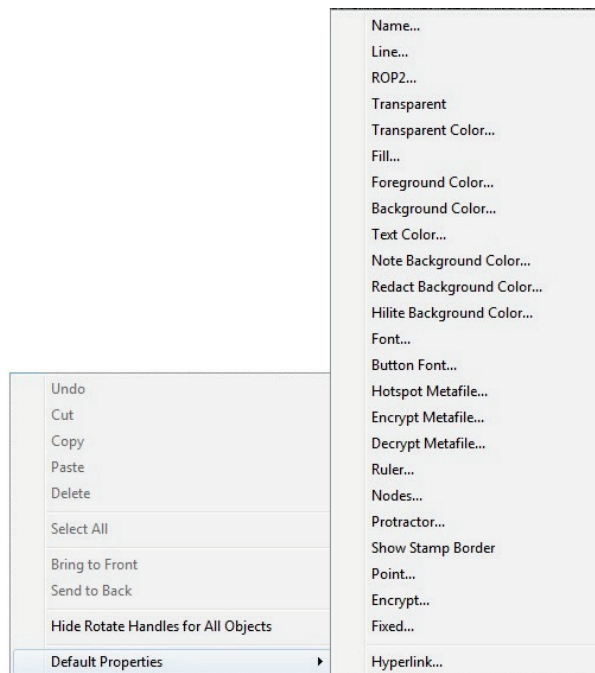 Name...
Line...
ROP2...
Transparent
Transparent Color...
Fill...
Foreground Color...
Background Color...
Text Color...
Note Background Color...
Redact Background Color...
Hilite Background Color...
Font...
Button Font...
Hotspot Metafile...
Encrypt Metafile...
Decrypt Metafile...
Ruler...
Nodes...
Protractor...
Show Stamp Border
Point...
Encrypt...
Fixed...
Hyperlink...
Undo
Cut
Copy
Paste
Delete
Select All
Bring to Front
Send to Back
Hide Rotate Handles for All Objects
Default Properties